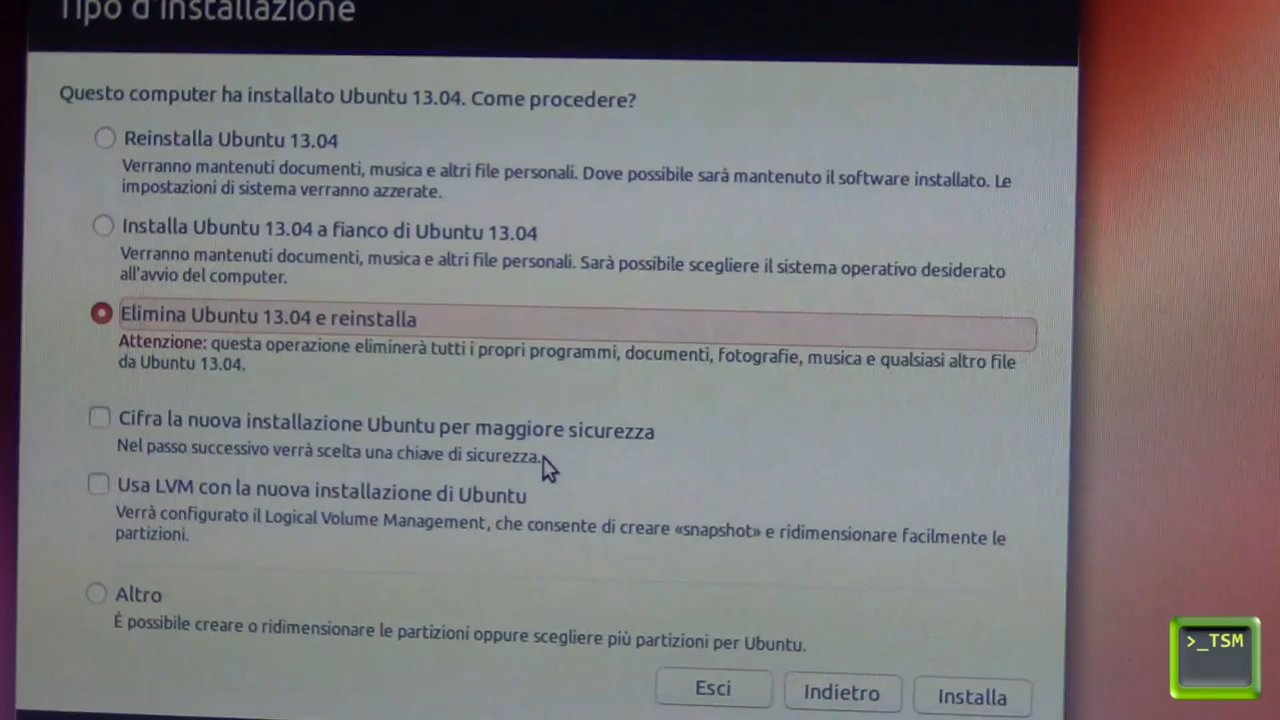 Tipo d'installazione
Questo computer ha installato Ubuntu 13.04. Come procedere?
Reinstalla Ubuntu 13.04
Verranno mantenuti documenti, musica e altri file personali. Dove possibile sarà mantenuto il software installato. Le
impostazioni di sistema verranno azzerate.
Installa Ubuntu 13.04 a fianco di Ubuntu 13.04
Verranno mantenuti documenti, musica e altri file personali. Sarà possibile scegliere il sistema operativo desiderato
all'avvio del computer.
Elimina Ubuntu 13.04 e reinstalla
Attenzione: questa operazione eliminerà tutti i propri programmi, documenti, fotografie, musica e qualsiasi altro file
da Ubuntu 13.04.
Cifra la nuova installazione Ubuntu per maggiore sicurezza
Nel passo successivo verrà scelta una chiave di sicurezza.
Usa LVM con la nuova installazione di Ubuntu
Verrà configurato il Logical Volume Management, che consente di creare «snapshot» e ridimensionare facilmente le
partizioni.
Altro
È possibile creare o ridimensionare le partizioni oppure scegliere più partizioni per Ubuntu.
Esci Indietro Installa
>_TSM